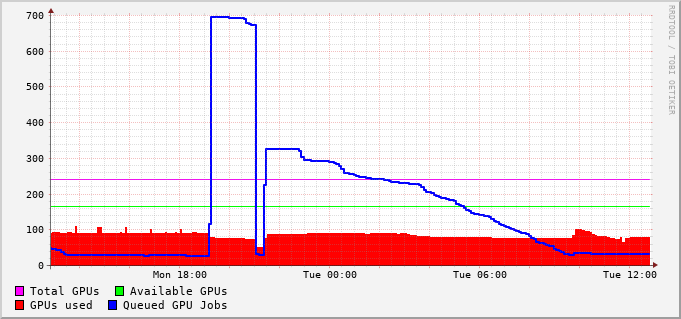 700
600
500
400
300
200
100
0
Mon 18:00 Tue 00:00 Tue 06:00 Tue 12:00
Total GPUs Available GPUs
GPUs used Queued GPU Jobs
RRDTOOL / TOBI OETIKER